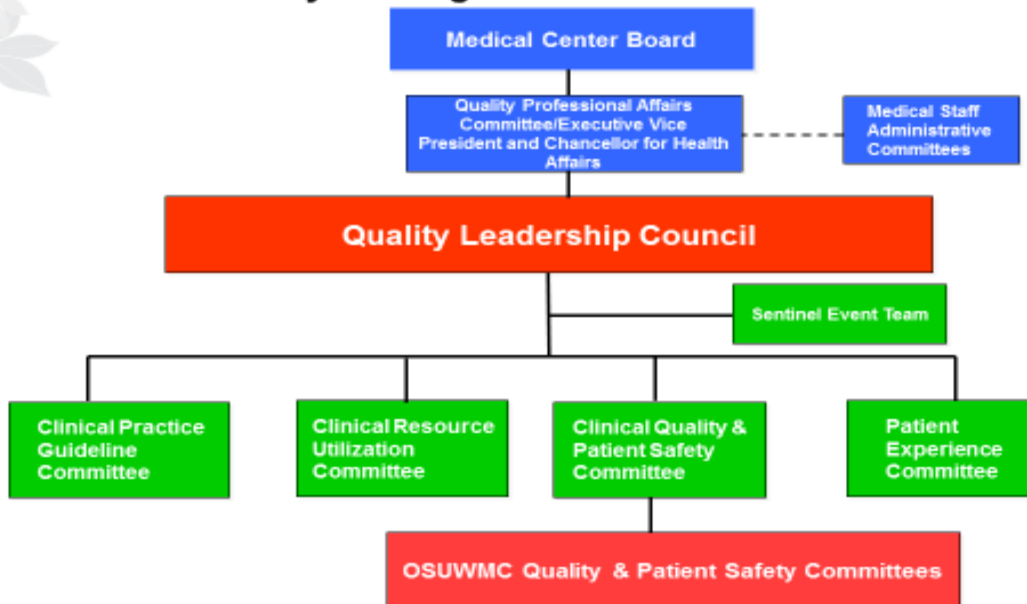 Medical Center Board
Quality Professional Affairs
Committee/Executive Vice
President and Chancellor for Health
Affairs
Medical Staff
Administrative
Committees
Quality Leadership Council
Sentinel Event Team
Clinical Practice
Guideline
Committee
Clinical Resource
Utilization
Committee
Clinical Quality &
Patient Safety
Committee
Patient
Experience
Committee
OSUWMC Quality & Patient Safety Committees